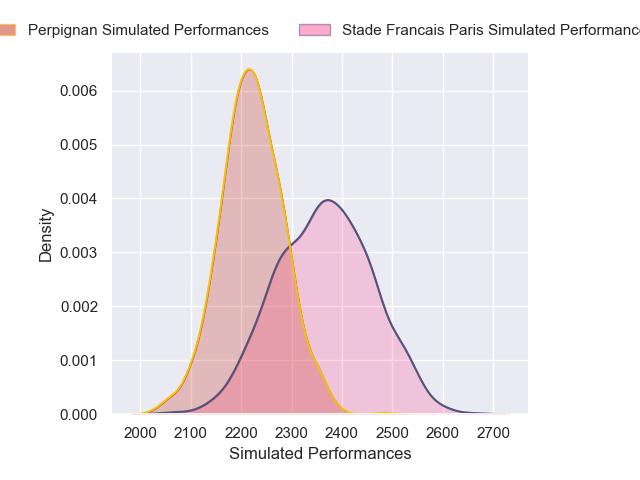 Perpignan Simulated Performances
Stade Francais Paris Simulated Performanc
0.006
0.005
0.004
0.003
0.002
0.001
0.000
Density
2000 2100 2200 2300 2400 2500 2600 2700
Simulated Performances